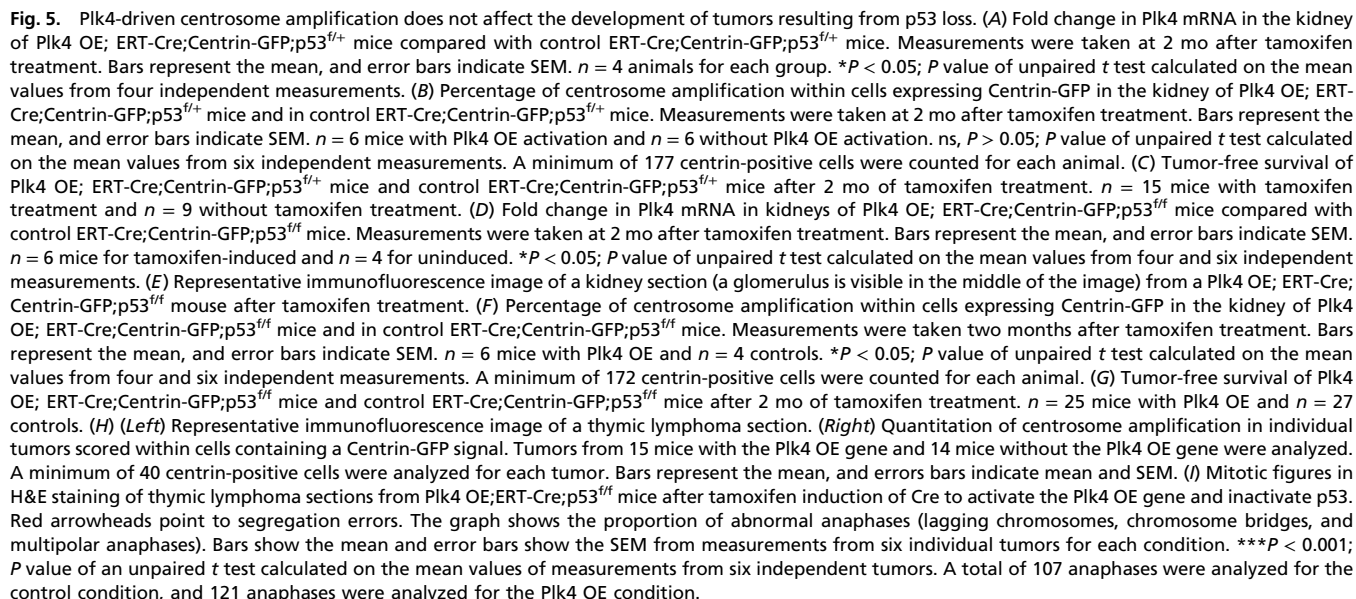 Fig. 5. Plk4-driven centrosome amplification does not affect the development of tumors resulting from p53 loss. (A) Fold change in Plk4 mRNA in the kidney
of Plk4 OE; ERT-Cre;Centrin-GFP;p53f/+ mice compared with control ERT-Cre;Centrin-GFP;p53f/+ mice. Measurements were taken at 2 mo after tamoxifen
treatment. Bars represent the mean, and error bars indicate SEM. n = 4 animals for each group. *P < 0.05; P value of unpaired t test calculated on the mean
values from four independent measurements. (B) Percentage of centrosome amplification within cells expressing Centrin-GFP in the kidney of Plk4 OE; ERT-
Cre;Centrin-GFP;p53f/+ mice and in control ERT-Cre;Centrin-GFP;p53f/+ mice. Measurements were taken at 2 mo after tamoxifen treatment. Bars represent the
mean, and error bars indicate SEM. n = 6 mice with Plk4 OE activation and n = 6 without Plk4 OE activation. ns, P > 0.05; P value of unpaired t test calculated
on the mean values from six independent measurements. A minimum of 177 centrin-positive cells were counted for each animal. (C) Tumor-free survival of
Plk4 OE; ERT-Cre;Centrin-GFP;p53f/+ mice and control ERT-Cre;Centrin-GFP;p53f/+ mice after 2 mo of tamoxifen treatment. n = 15 mice with tamoxifen
treatment and n = 9 without tamoxifen treatment. (D) Fold change in Plk4 mRNA in kidneys of Plk4 OE; ERT-Cre;Centrin-GFP;p53f/f mice compared with
control ERT-Cre;Centrin-GFP;p53f/f mice. Measurements were taken at 2 mo after tamoxifen treatment. Bars represent the mean, and error bars indicate SEM.
n = 6 mice for tamoxifen-induced and n = 4 for uninduced. *P < 0.05; P value of unpaired t test calculated on the mean values from four and six independent
measurements. (E) Representative immunofluorescence image of a kidney section (a glomerulus is visible in the middle of the image) from a Plk4 OE; ERT-Cre;
Centrin-GFP;p53f/f mouse after tamoxifen treatment. (F) Percentage of centrosome amplification within cells expressing Centrin-GFP in the kidney of Plk4
OE; ERT-Cre;Centrin-GFP;p53f/f mice and in control ERT-Cre;Centrin-GFP;p53f/f mice. Measurements were taken two months after tamoxifen treatment. Bars
represent the mean, and error bars indicate SEM. n = 6 mice with Plk4 OE and n = 4 controls. *P < 0.05; P value of unpaired t test calculated on the mean
values from four and six independent measurements. A minimum of 172 centrin-positive cells were counted for each animal. (G) Tumor-free survival of Plk4
OE; ERT-Cre;Centrin-GFP;p53f/f mice and control ERT-Cre;Centrin-GFP;p53f/f mice after 2 mo of tamoxifen treatment. n = 25 mice with Plk4 OE and n = 27
controls. (H) (Left) Representative immunofluorescence image of a thymic lymphoma section. (Right) Quantitation of centrosome amplification in individual
tumors scored within cells containing a Centrin-GFP signal. Tumors from 15 mice with the Plk4 OE gene and 14 mice without the Plk4 OE gene were analyzed.
A minimum of 40 centrin-positive cells were analyzed for each tumor. Bars represent the mean, and errors bars indicate mean and SEM. (I) Mitotic figures in
H&E staining of thymic lymphoma sections from Plk4 OE;ERT-Cre;p53f/f mice after tamoxifen induction of Cre to activate the Plk4 OE gene and inactivate p53.
Red arrowheads point to segregation errors. The graph shows the proportion of abnormal anaphases (lagging chromosomes, chromosome bridges, and
multipolar anaphases). Bars show the mean and error bars show the SEM from measurements from six individual tumors for each condition. ***P < 0.001;
P value of an unpaired t test calculated on the mean values of measurements from six independent tumors. A total of 107 anaphases were analyzed for the
control condition, and 121 anaphases were analyzed for the Plk4 OE condition.